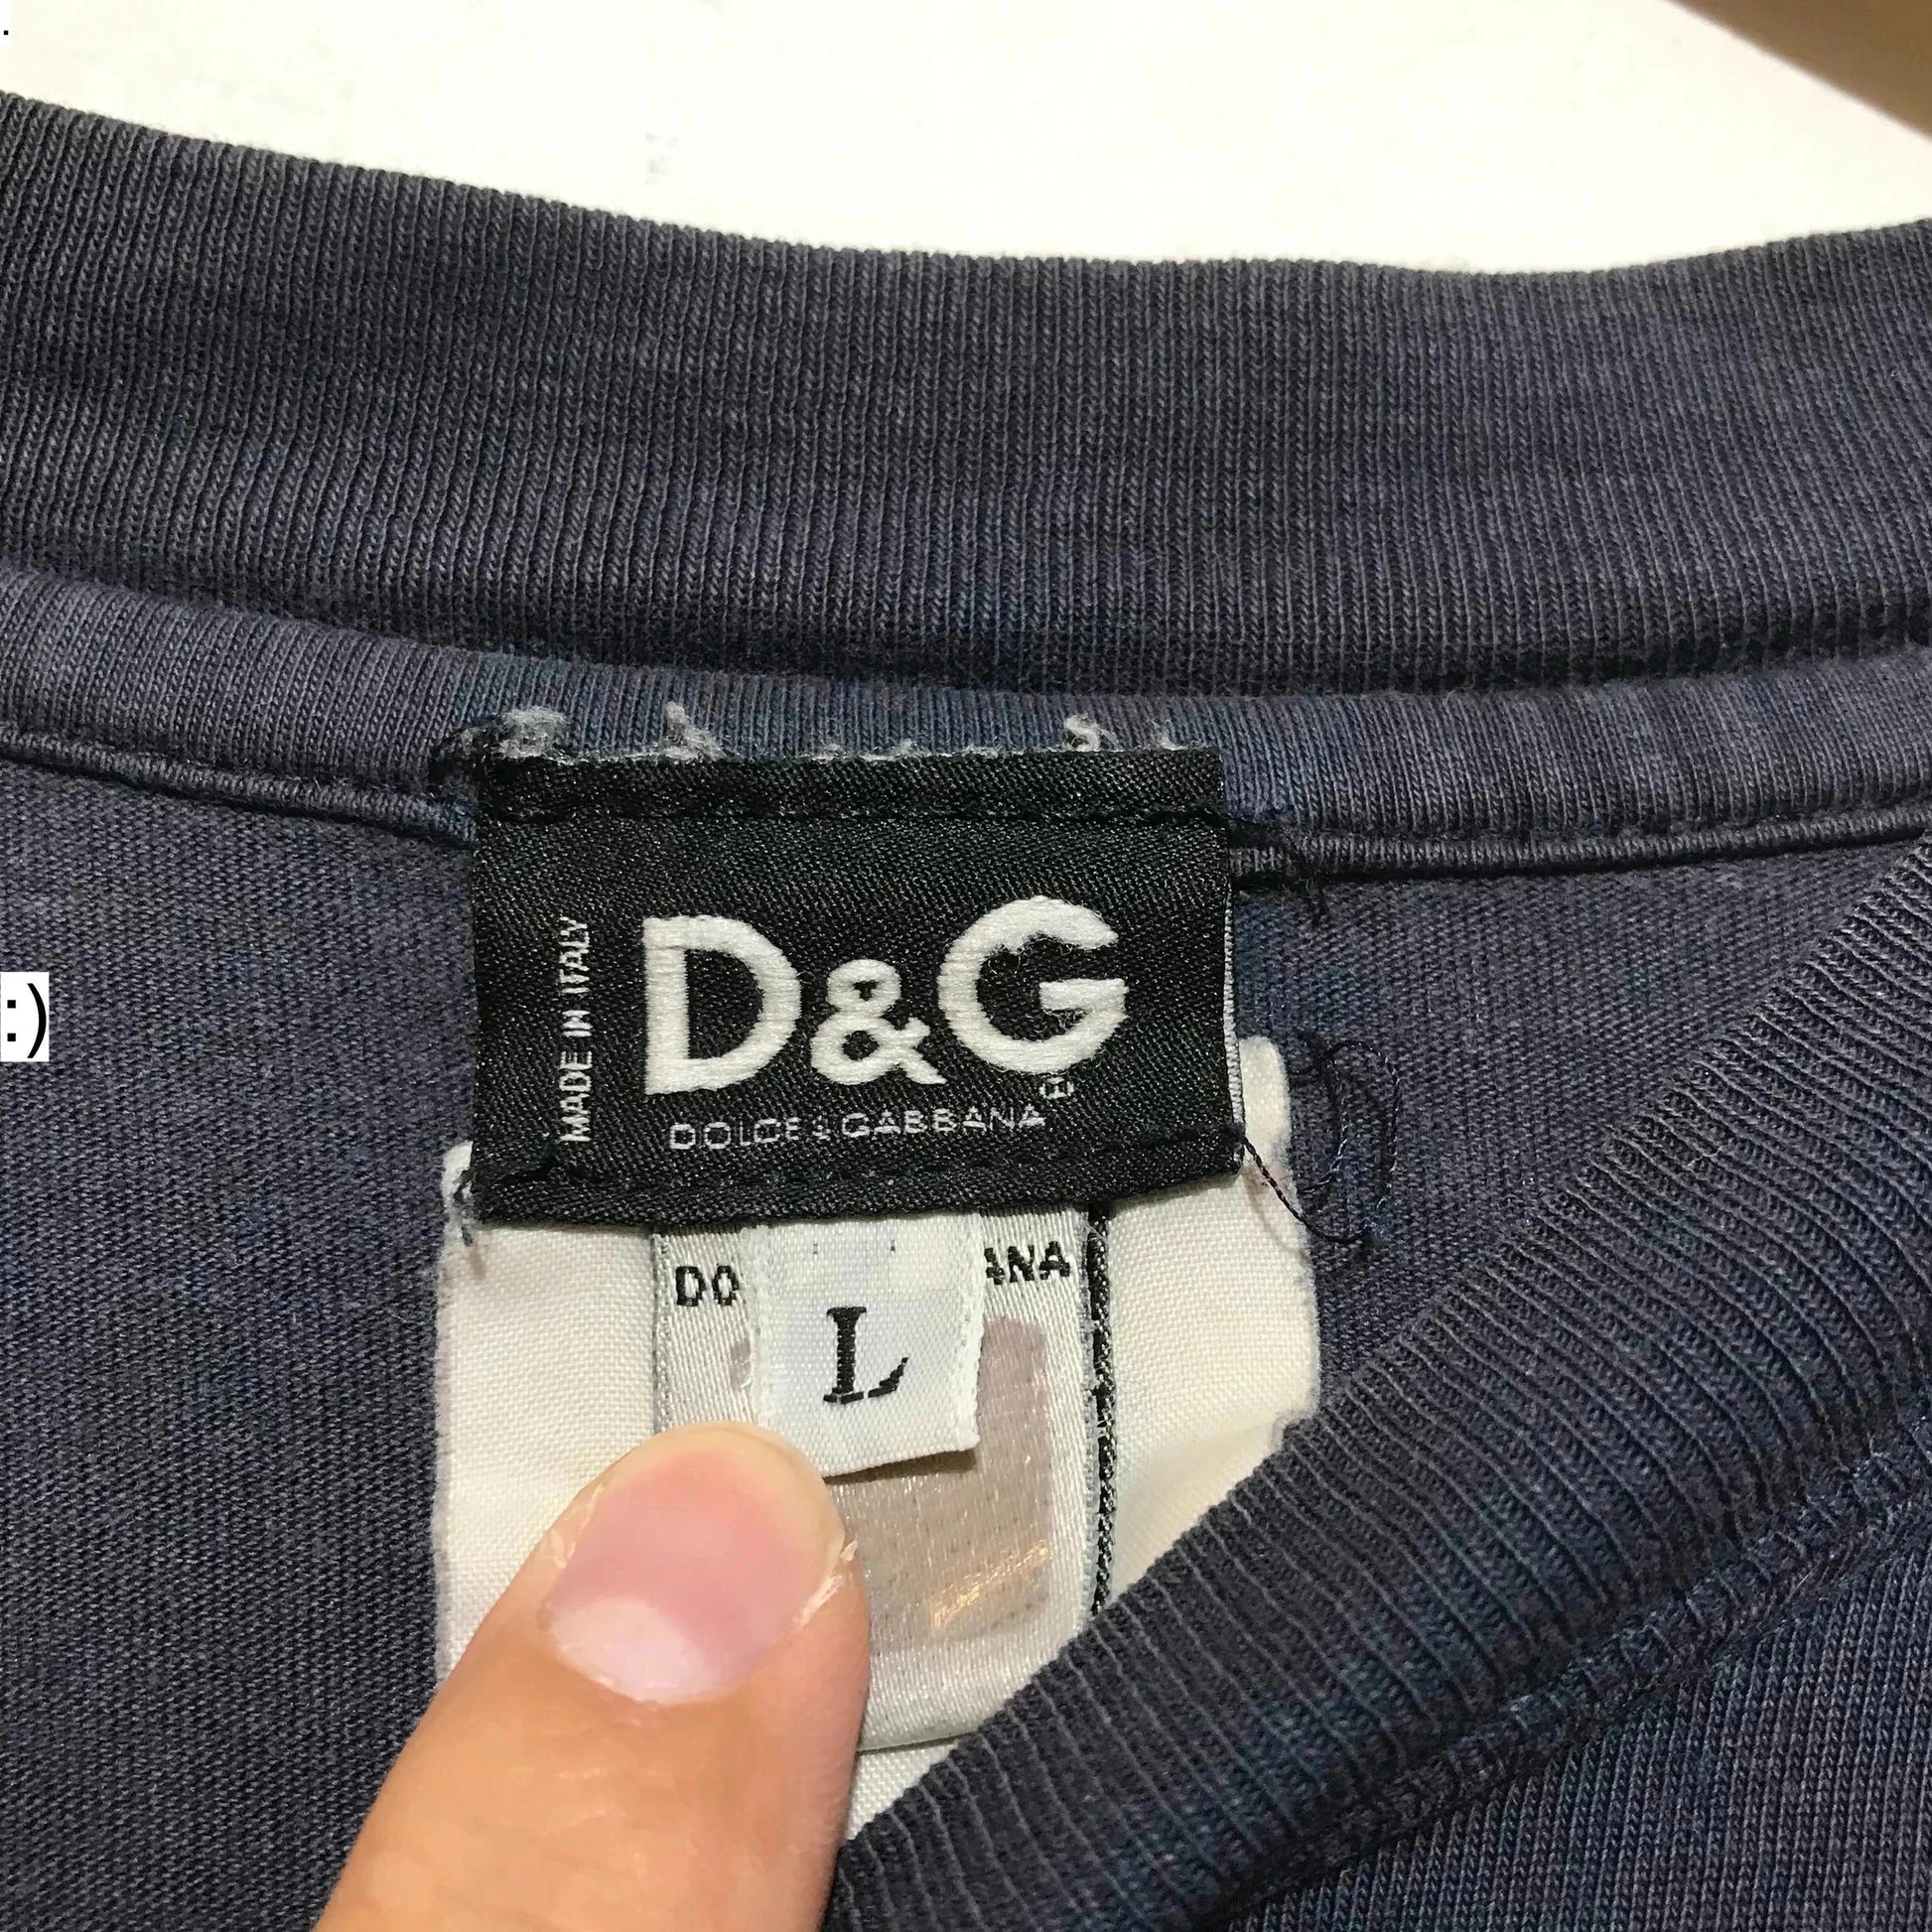 .
:)
MADE IN ITALY
D&G
DOLCE & GABBANA
DO ANA
L